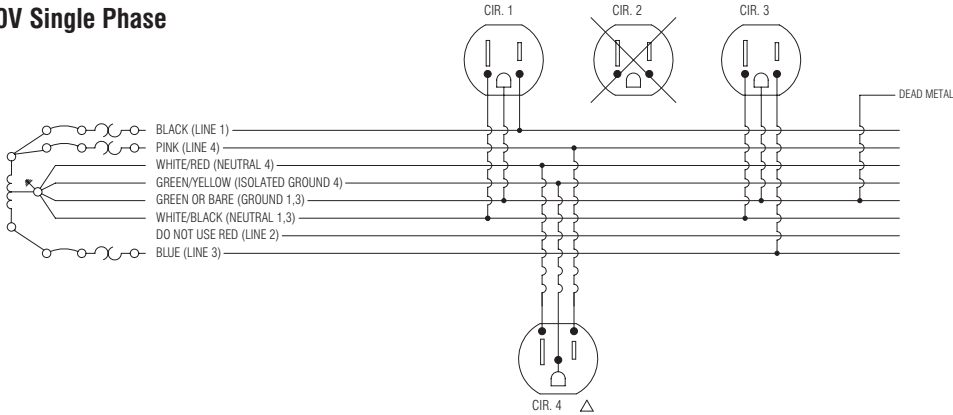 0V Single Phase
CIR. 1
CIR. 2
CIR. 3
DEAD METAL
BLACK (LINE 1)
PINK (LINE 4)
WHITE/RED (NEUTRAL 4)
GREEN/YELLOW (ISOLATED GROUND 4)
GREEN OR BARE (GROUND 1,3)
WHITE/BLACK (NEUTRAL 1,3)
DO NOT USE RED (LINE 2)
BLUE (LINE 3)
CIR. 4